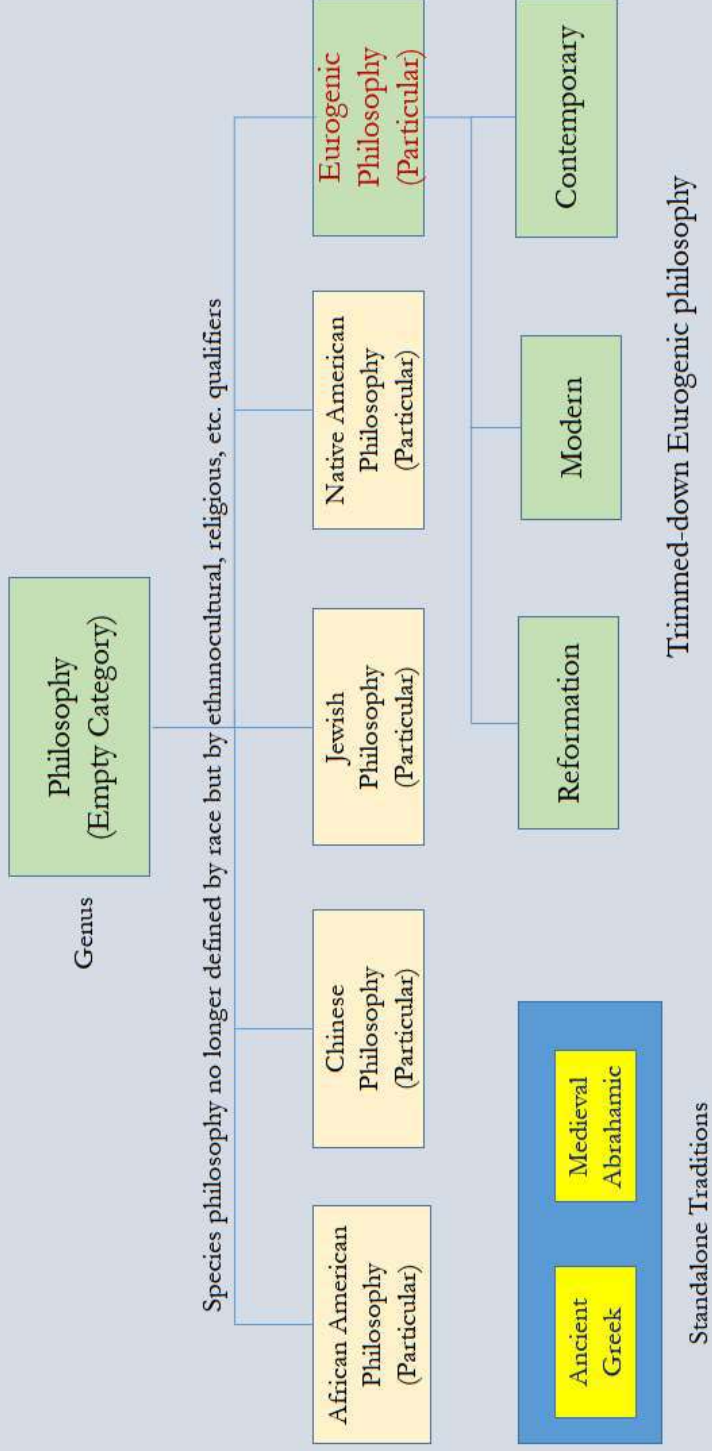 Philosophy
(Empty Category)
Genus
Species philosophy no longer defined by race but by ethnnocultural, religious, etc. qualifiers
African American
Philosophy
(Particular)
Chinese
Philosophy
(Particular)
Jewish
Philosophy
(Particular)
Native American
Philosophy
(Particular)
Eurogenic
Philosophy
(Particular)
Ancient
Greek
Medieval
Abrahamic
Reformation
Modern
Contemporary
Standalone Traditions
Trimmed-down Eurogenic philosophy